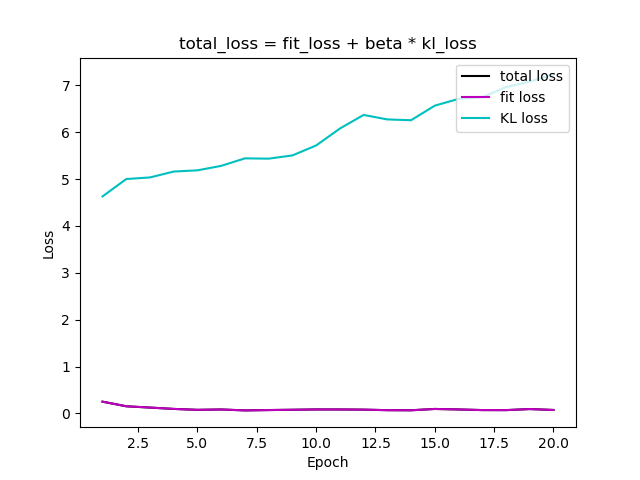 total_loss = fit_loss + beta * kl_loss
total loss
fit loss
KL loss
Loss
7
6
5
4
3
2
1
0
2.5 5.0 7.5 10.0 12.5 15.0 17.5 20.0
Epoch